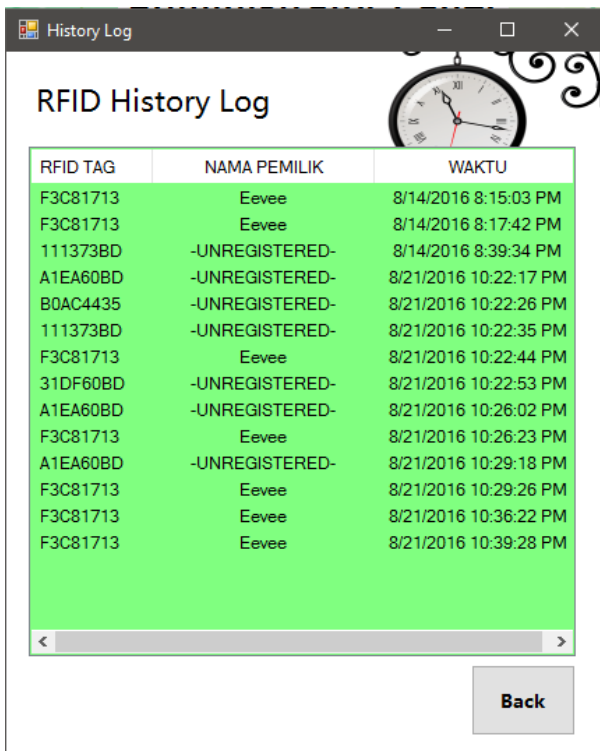 History Log
RFID History Log
RFID TAG NAMA PEMILIK WAKTU
F3C81713 Eevee 8/14/2016 8:15:03 PM
F3C81713 Eevee 8/14/2016 8:17:42 PM
111373BD -UNREGISTERED- 8/14/2016 8:39:34 PM
A1EA60BD -UNREGISTERED- 8/21/2016 10:22:17 PM
B0AC4435 -UNREGISTERED- 8/21/2016 10:22:26 PM
111373BD -UNREGISTERED- 8/21/2016 10:22:35 PM
F3C81713 Eevee 8/21/2016 10:22:44 PM
31DF60BD -UNREGISTERED- 8/21/2016 10:22:53 PM
A1EA60BD -UNREGISTERED- 8/21/2016 10:26:02 PM
F3C81713 Eevee 8/21/2016 10:26:23 PM
A1EA60BD -UNREGISTERED- 8/21/2016 10:29:18 PM
F3C81713 Eevee 8/21/2016 10:29:26 PM
F3C81713 Eevee 8/21/2016 10:36:22 PM
F3C81713 Eevee 8/21/2016 10:39:28 PM
Back